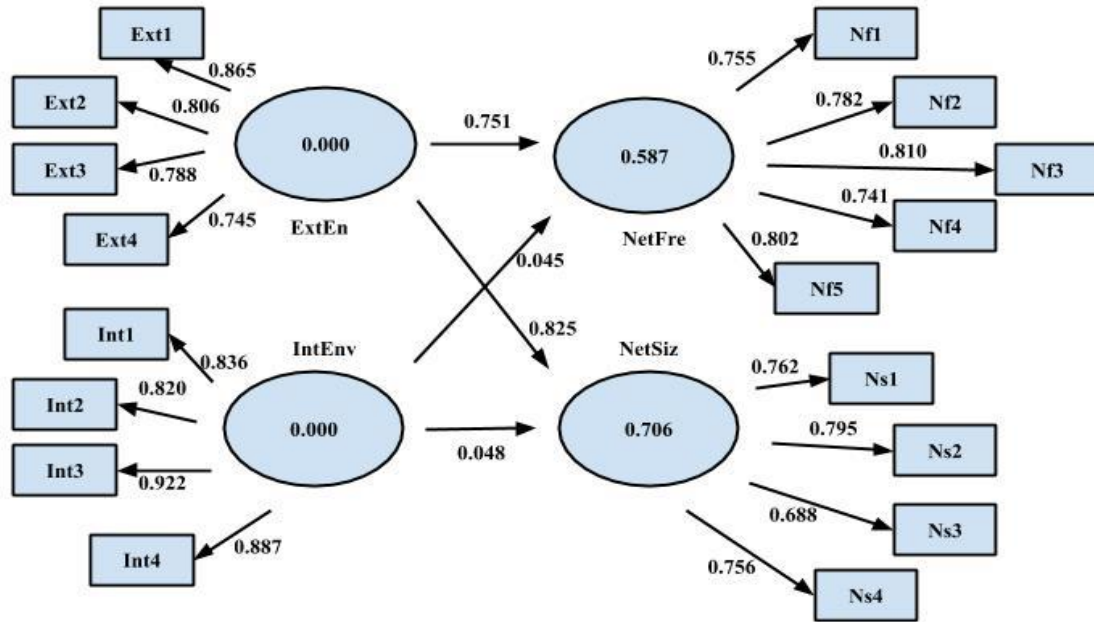 Ext1
Nf1
0.865
0.755
Ext2
0.806
0.782
Nf2
0.000
0.751
0.587
0.810
Ext3
0.788
Nf3
0.745
0.741
Ext4
ExtEn
NetFre
Nf4
0.802
0.045
Nf5
Int1
0.825
IntEnv
NetSiz
0.836
0.762
Ns1
0.820
Int2
0.000
0.706
0.795
Ns2
Int3
0.922
0.048
0.688
Ns3
0.887
Int4
0.756
Ns4